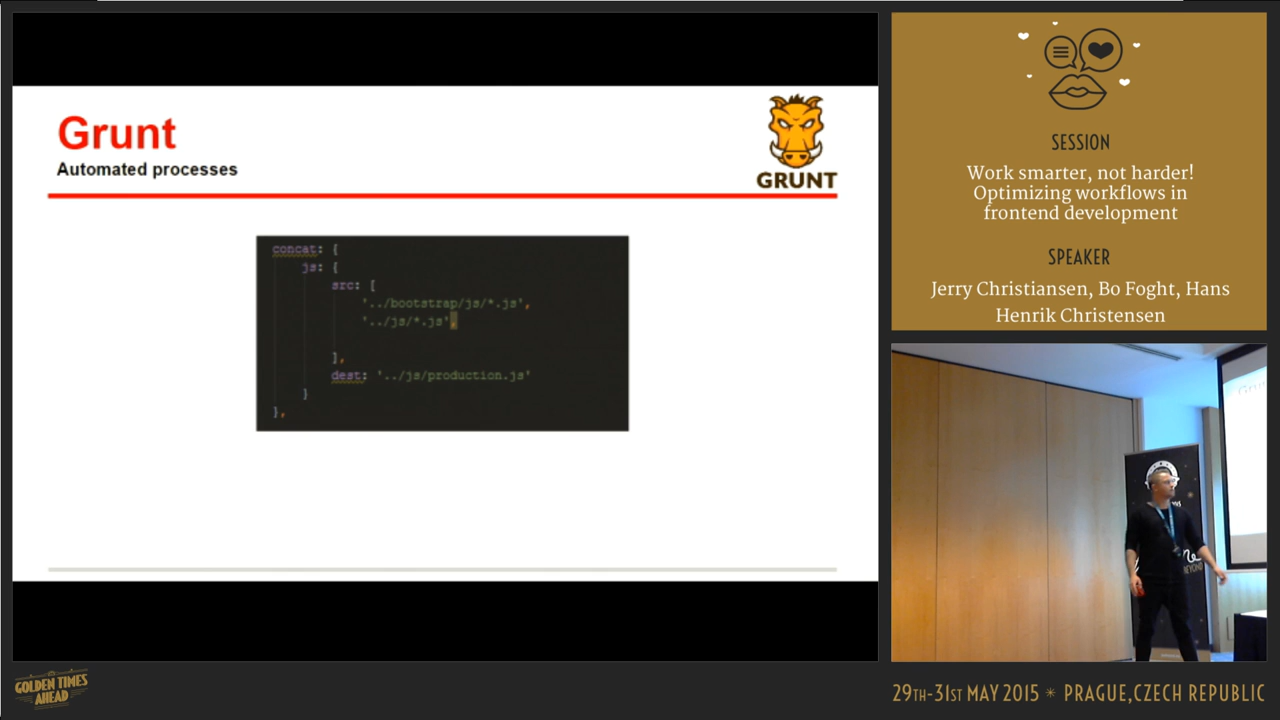 Grunt
Automated processes
GRUNT
concat: {
js: {
src: [
'../bootstrap/js/*.js',
'../js/*.js',
],
dest: '../js/production.js'
}
},
SESSION
Work smarter, not harder!
Optimizing workflows in
frontend development
SPEAKER
Jerry Christiansen, Bo Foght, Hans
Henrik Christensen
GOLDEN TIMES
AHEAD
29TH-31ST MAY 2015 * PRAGUE,CZECH REPUBLIC